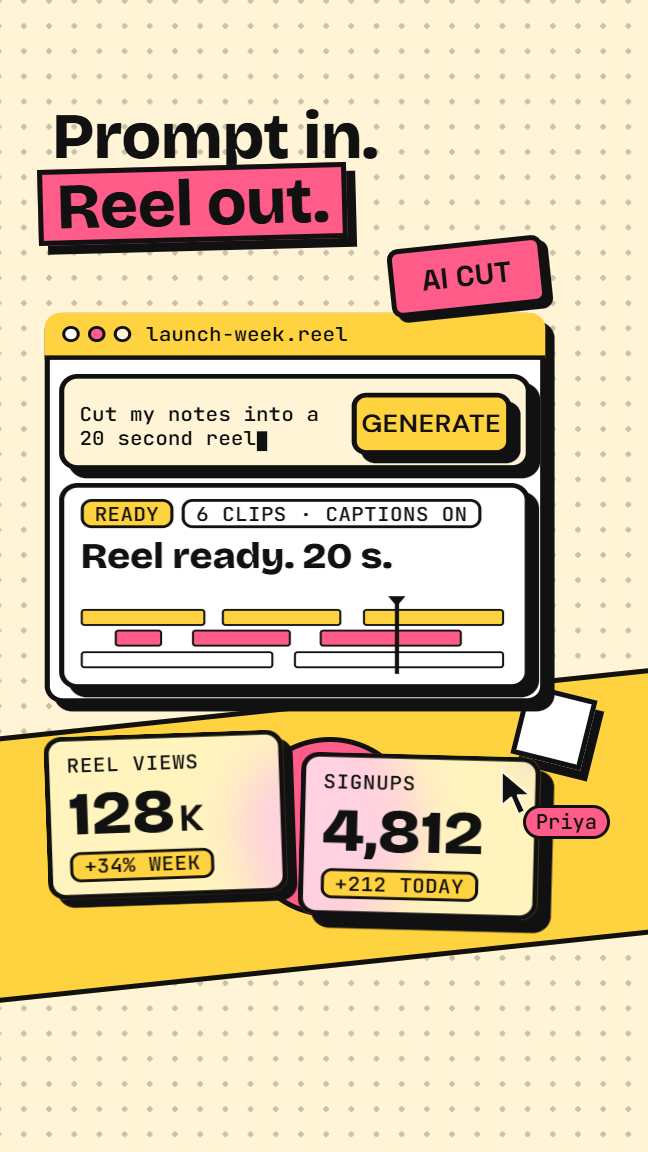 Prompt in.
Reel out.
AI CUT
launch-week.reel
Cut my notes into a
20 second reel
GENERATE
READY
6 CLIPS · CAPTIONS ON
Reel ready. 20 s.
REEL VIEWS
128K
+34% WEEK
SIGNUPS
4,812
+212 TODAY
Priya